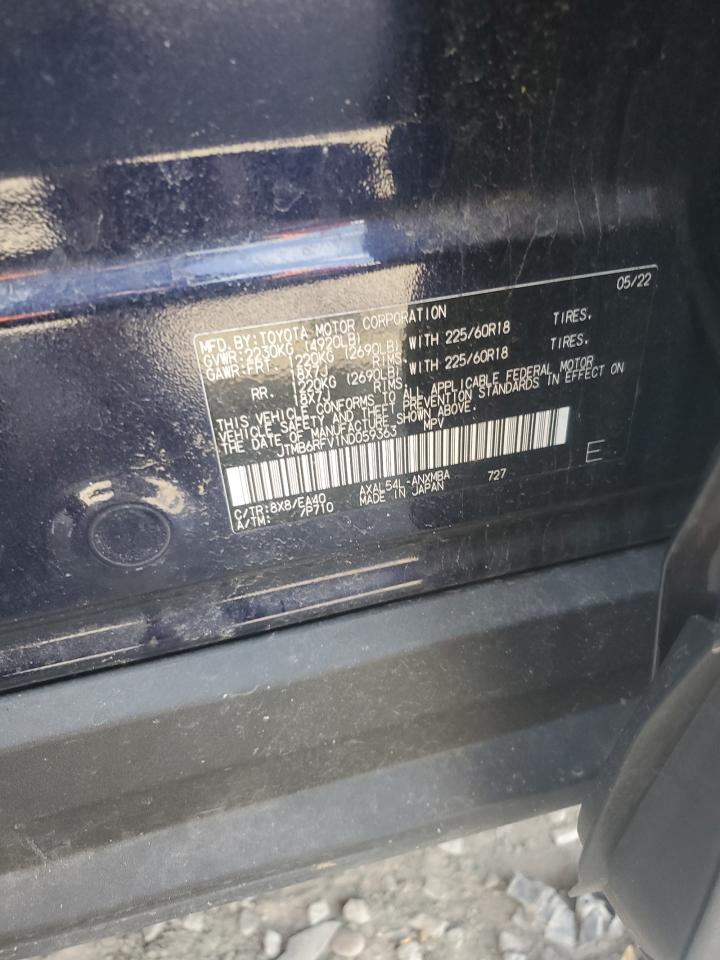 05/22
MFD.BY:TOYOTA MOTOR CORPORATION
GVWR:2230KG (4920LB)
GAWR:FRT. 1220KG (2690LB) WITH 225/60R18 TIRES.
18X7J RIMS.
RR. 1220KG (2690LB) WITH 225/60R18 TIRES.
18X7J RIMS.
THIS VEHICLE CONFORMS TO ALL APPLICABLE FEDERAL MOTOR
VEHICLE SAFETY AND THEFT PREVENTION STANDARDS IN EFFECT ON
THE DATE OF MANUFACTURE SHOWN ABOVE.
JTMB6RFV1ND059363 MPV
E
C/TR:8X8/EA40 AXAL54L-ANXMBA 727
A/TM: 7P710 MADE IN JAPAN